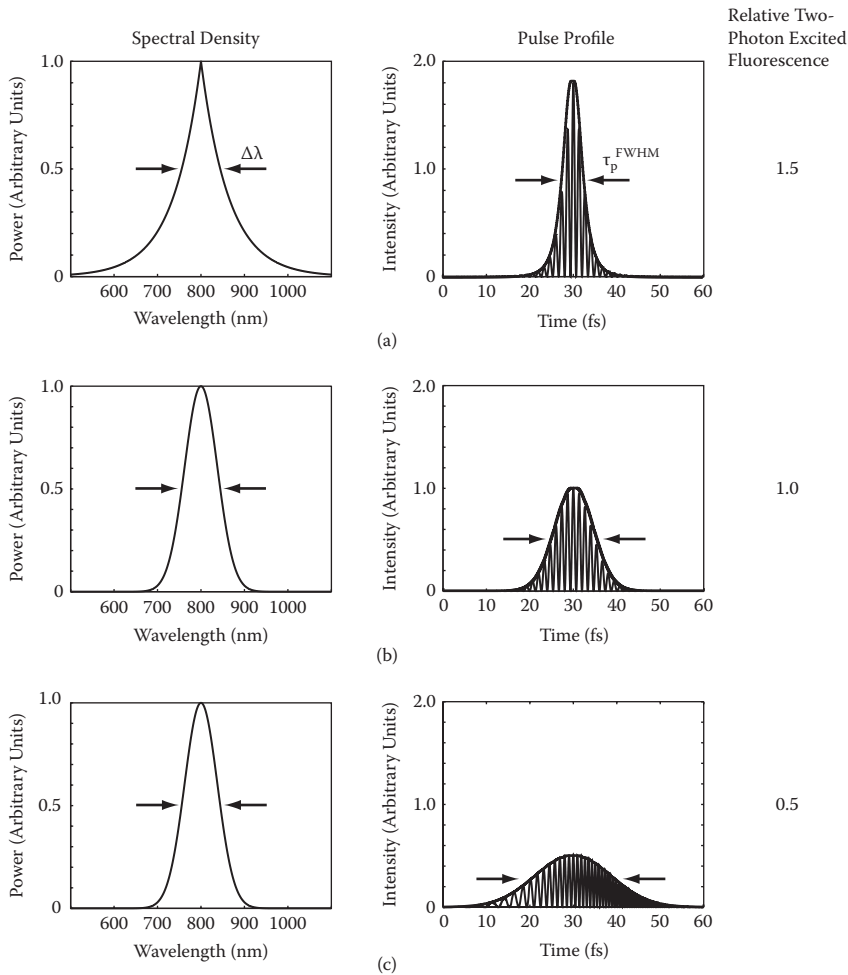 Spectral Density
Pulse Profile
Relative Two-
Photon Excited
Fluorescence
Power (Arbitrary Units)
1.0
0.5
0
Δλ
600 700 800 900 1000
Wavelength (nm)
Intensity (Arbitrary Units)
2.0
1.0
0
τp^FWHM
0 10 20 30 40 50 60
Time (fs)
1.5
(a)
Power (Arbitrary Units)
1.0
0.5
0
600 700 800 900 1000
Wavelength (nm)
Intensity (Arbitrary Units)
2.0
1.0
0
0 10 20 30 40 50 60
Time (fs)
1.0
(b)
Power (Arbitrary Units)
1.0
0.5
0
600 700 800 900 1000
Wavelength (nm)
Intensity (Arbitrary Units)
2.0
1.0
0
0 10 20 30 40 50 60
Time (fs)
0.5
(c)